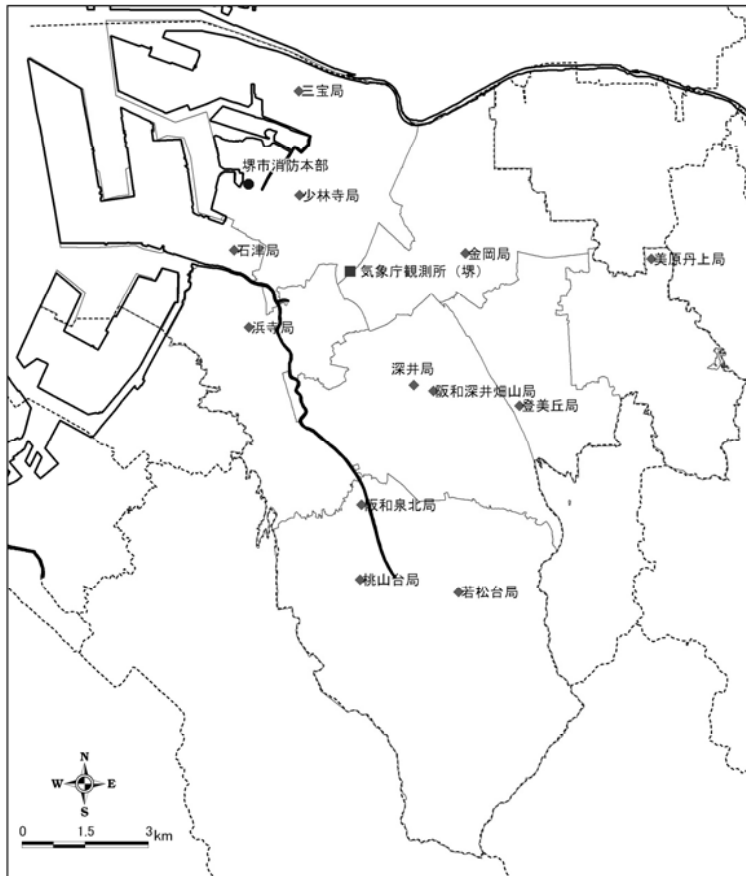 三宝局
堺市消防本部
少林寺局
石津局
金岡局
美原丹上局
気象庁観測所（堺）
浜寺局
深井局
阪和深井畑山局
登美丘局
阪和泉北局
桃山台局
若松台局
N
W E
S
0 1.5 3 km